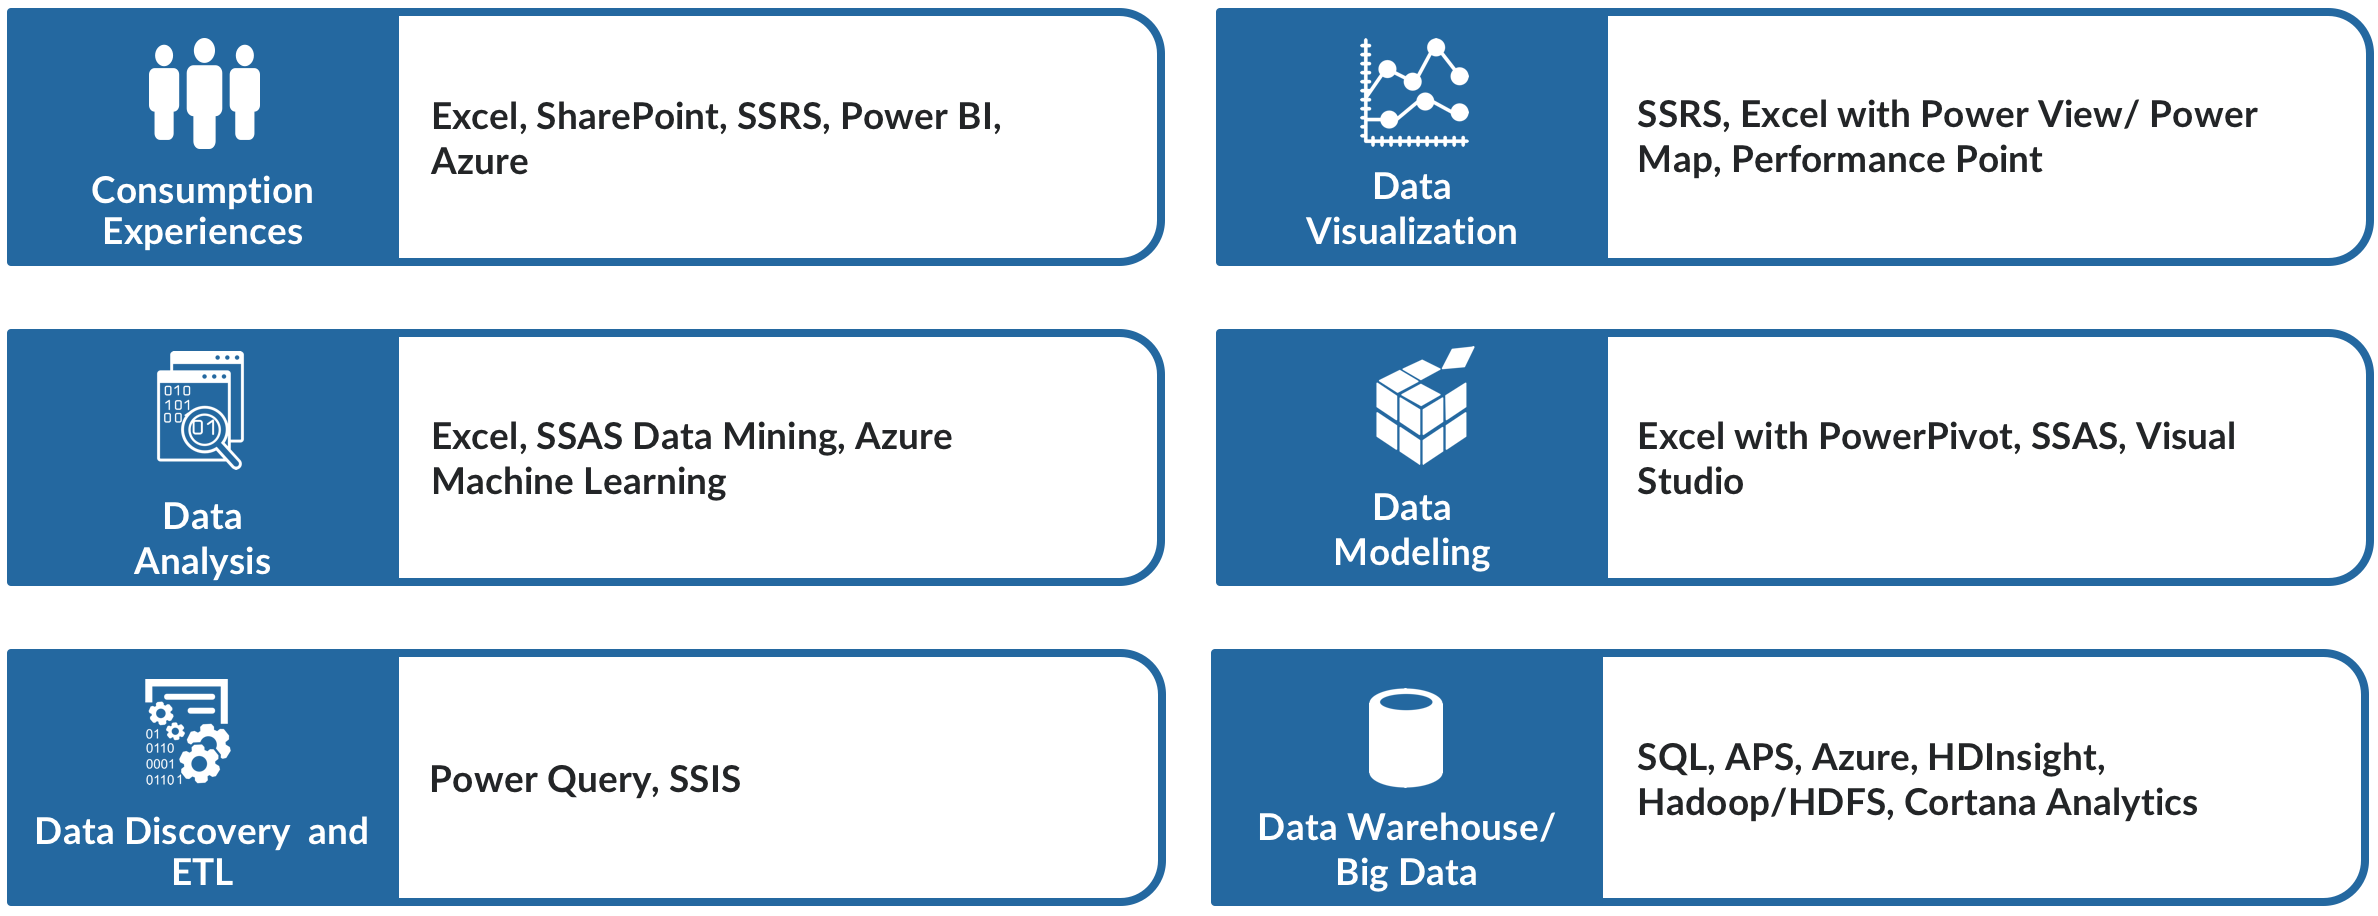 Consumption
Experiences
Excel, SharePoint, SSRS, Power BI,
Azure
Data
Visualization
SSRS, Excel with Power View/ Power
Map, Performance Point
010
101
00
01
Data
Analysis
Excel, SSAS Data Mining, Azure
Machine Learning
Data
Modeling
Excel with PowerPivot, SSAS, Visual
Studio
01
0110
0001
01101
Data Discovery and
ETL
Power Query, SSIS
Data Warehouse/
Big Data
SQL, APS, Azure, HDInsight,
Hadoop/HDFS, Cortana Analytics